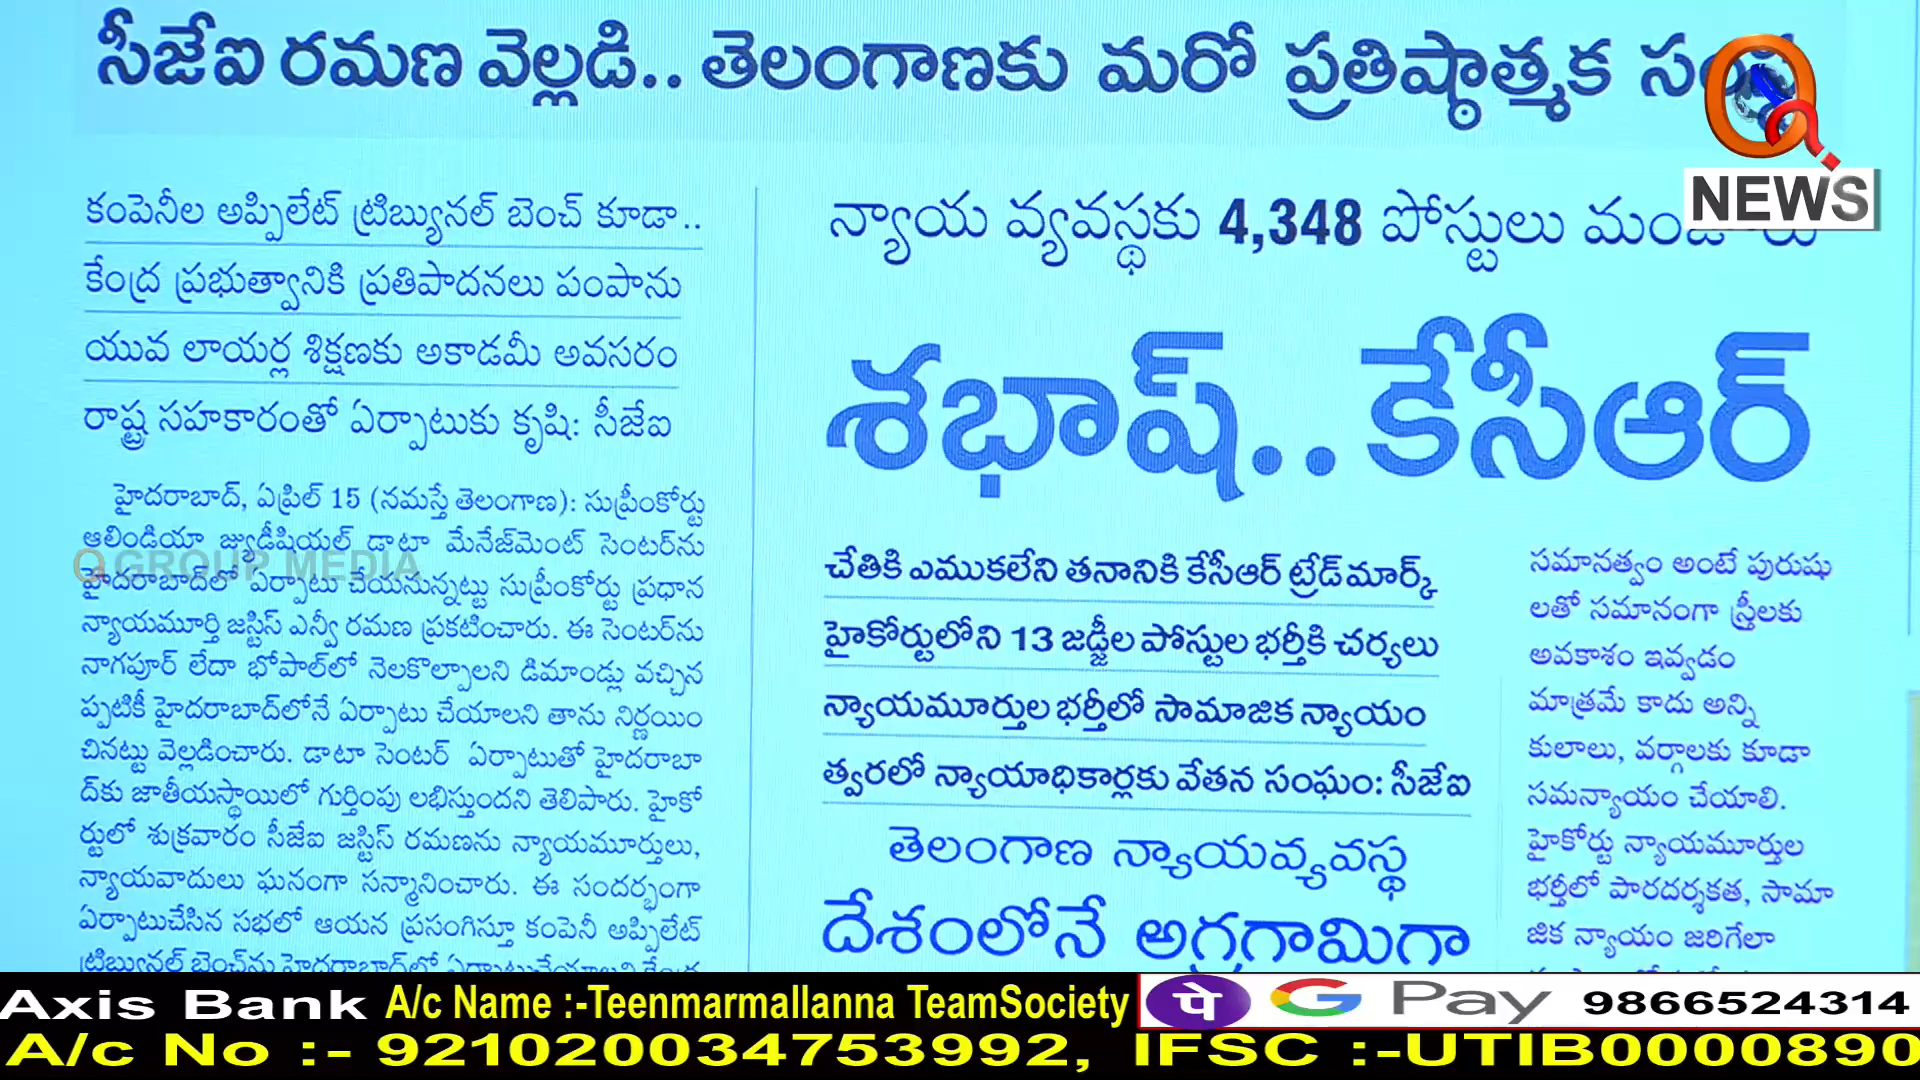 సీజేఐ రమణ వెల్లడి.. తెలంగాణకు మరో ప్రతిష్ఠాత్మక
కంపెనీల అప్పిలేట్ ట్రిబ్యునల్ బెంచ్ కూడా..
కేంద్ర ప్రభుత్వానికి ప్రతిపాదనలు పంపాను
యువ లాయర్ల శిక్షణకు అకాడమీ అవసరం
రాష్ట్ర సహకారంతో ఏర్పాటుకు కృషి: సీజేఐ
హైదరాబాద్, ఏప్రిల్ 15 (నమస్తే తెలంగాణ): సుప్రీంకోర్టు
ఆలిండియా జ్యుడీషియల్ డాటా మేనేజ్‌మెంట్ సెంటర్‌ను
హైదరాబాద్‌లో ఏర్పాటు చేయనున్నట్టు సుప్రీంకోర్టు ప్రధాన
న్యాయమూర్తి జస్టిస్ ఎన్వీ రమణ ప్రకటించారు. ఈ సెంటర్‌ను
నాగపూర్ లేదా భోపాల్‌లో నెలకొల్పాలని డిమాండ్లు వచ్చిన
ప్పటికీ హైదరాబాద్‌లోనే ఏర్పాటు చేయాలని తాను నిర్ణయిం
చినట్టు వెల్లడించారు. డాటా సెంటర్ ఏర్పాటుతో హైదరాబా
ద్‌కు జాతీయస్థాయిలో గుర్తింపు లభిస్తుందని తెలిపారు. హైకో
ర్టులో శుక్రవారం సీజేఐ జస్టిస్ రమణను న్యాయమూర్తులు,
న్యాయవాదులు ఘనంగా సన్మానించారు. ఈ సందర్భంగా
ఏర్పాటుచేసిన సభలో ఆయన ప్రసంగిస్తూ కంపెనీ అప్పిలేట్
ట్రిబ్యునల్ బెంచ్‌ను హైదరాబాద్‌లో ఏర్పాటుచేయాలని కేంద్ర
న్యాయ వ్యవస్థకు 4,348 పోస్టులు
శభాష్.. కేసీఆర్
చేతికి ఎముకలేని తనానికి కేసీఆర్ ట్రేడ్‌మార్క్
హైకోర్టులోని 13 జడ్జీల పోస్టుల భర్తీకి చర్యలు
న్యాయమూర్తుల భర్తీలో సామాజిక న్యాయం
త్వరలో న్యాయాధికార్లకు వేతన సంఘం: సీజేఐ
తెలంగాణ న్యాయవ్యవస్థ
దేశంలోనే అగ్రగామిగా
సమానత్వం అంటే పురుషు
లతో సమానంగా స్త్రీలకు
అవకాశం ఇవ్వడం
మాత్రమే కాదు అన్ని
కులాలు, వర్గాలకు కూడా
సమన్యాయం చేయాలి.
హైకోర్టు న్యాయమూర్తుల
భర్తీలో పారదర్శకత, సామా
జిక న్యాయం జరిగేలా
Q NEWS
Q GROUP MEDIA
Axis Bank A/c Name :-Teenmarmallanna TeamSociety
पे G Pay 9866524314
A/c No :- 921020034753992, IFSC :-UTIB0000890